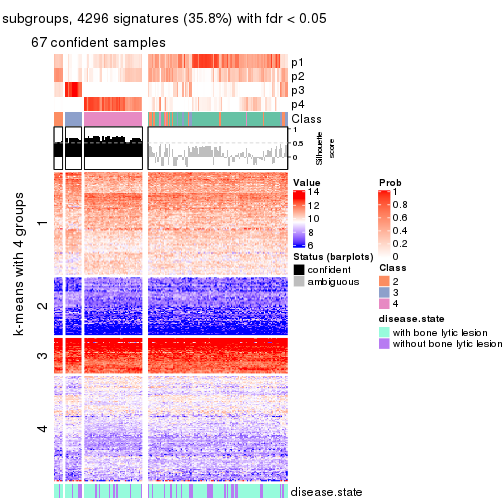 subgroups, 4296 signatures (35.8%) with fdr < 0.05
67 confident samples
p1
p2
p3
p4
Class
1
0.5
0
Silhouette
score
k-means with 4 groups
1
2
3
4
Value
14
12
10
8
6
Status (barplots)
confident
ambiguous
Prob
1
0.8
0.6
0.4
0.2
0
Class
2
3
4
disease.state
with bone lytic lesion
without bone lytic lesion
disease.state